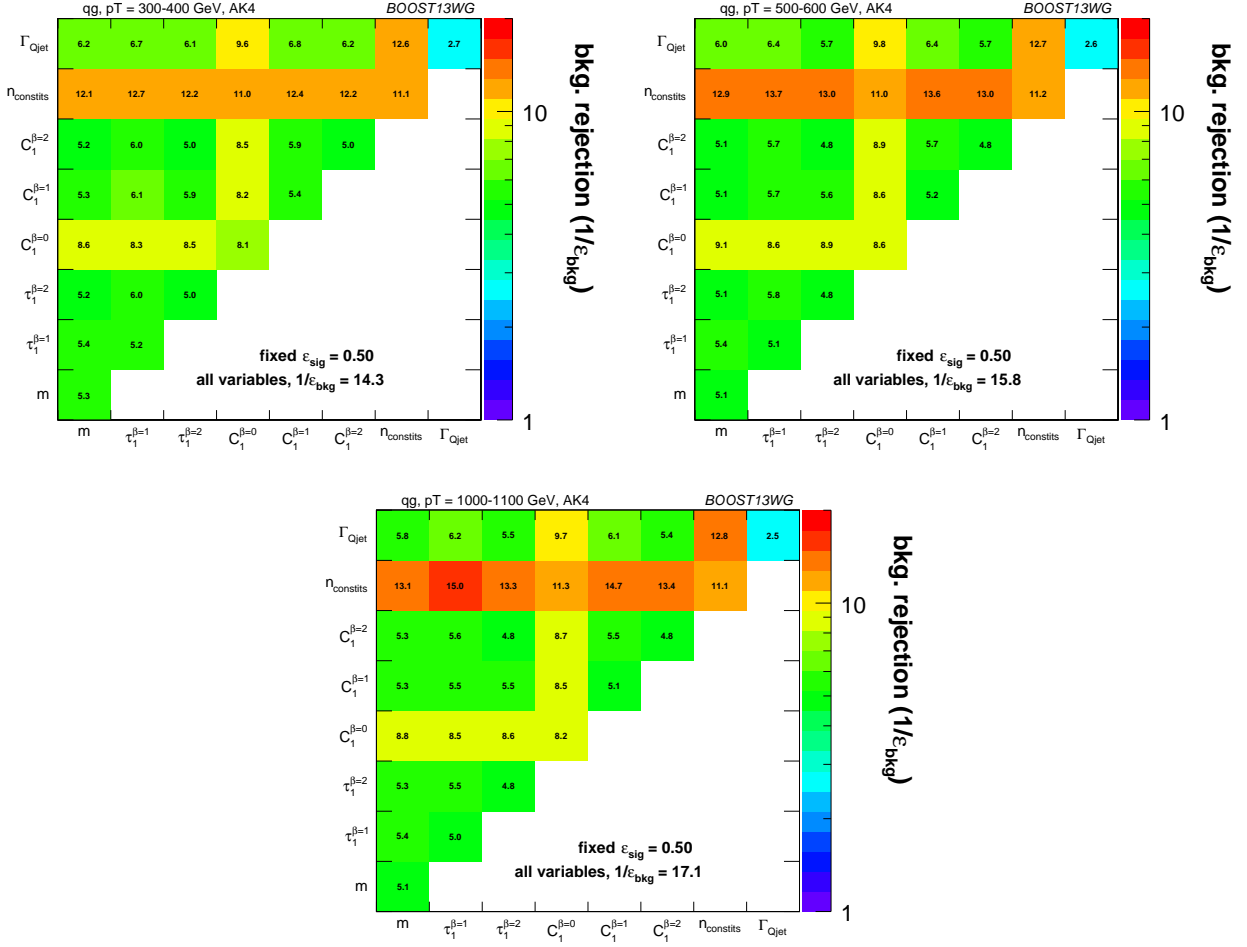 qg, pT = 300-400 GeV, AK4 BOOST13WG
Γ_Qjet 6.2 6.7 6.1 9.6 6.8 6.2 12.6 2.7
n_constits 12.1 12.7 12.2 11.0 12.4 12.2 11.1
C_1^β=2 5.2 6.0 5.0 8.5 5.9 5.0
C_1^β=1 5.3 6.1 5.9 8.2 5.4
C_1^β=0 8.6 8.3 8.5 8.1
τ_1^β=2 5.2 6.0 5.0
τ_1^β=1 5.4 5.2
m 5.3
fixed ε_sig = 0.50
all variables, 1/ε_bkg = 14.3
m τ_1^β=1 τ_1^β=2 C_1^β=0 C_1^β=1 C_1^β=2 n_constits Γ_Qjet
10
1
bkg. rejection (1/ε_bkg)
qg, pT = 500-600 GeV, AK4 BOOST13WG
Γ_Qjet 6.0 6.4 5.7 9.8 6.4 5.7 12.7 2.6
n_constits 12.9 13.7 13.0 11.0 13.6 13.0 11.2
C_1^β=2 5.1 5.7 4.8 8.9 5.7 4.8
C_1^β=1 5.1 5.7 5.6 8.6 5.2
C_1^β=0 9.1 8.6 8.9 8.6
τ_1^β=2 5.1 5.8 4.8
τ_1^β=1 5.4 5.1
m 5.1
fixed ε_sig = 0.50
all variables, 1/ε_bkg = 15.8
m τ_1^β=1 τ_1^β=2 C_1^β=0 C_1^β=1 C_1^β=2 n_constits Γ_Qjet
10
1
bkg. rejection (1/ε_bkg)
qg, pT = 1000-1100 GeV, AK4 BOOST13WG
Γ_Qjet 5.8 6.2 5.5 9.7 6.1 5.4 12.8 2.5
n_constits 13.1 15.0 13.3 11.3 14.7 13.4 11.1
C_1^β=2 5.3 5.6 4.8 8.7 5.5 4.8
C_1^β=1 5.3 5.5 5.5 8.5 5.1
C_1^β=0 8.8 8.5 8.6 8.2
τ_1^β=2 5.3 5.5 4.8
τ_1^β=1 5.4 5.0
m 5.1
fixed ε_sig = 0.50
all variables, 1/ε_bkg = 17.1
m τ_1^β=1 τ_1^β=2 C_1^β=0 C_1^β=1 C_1^β=2 n_constits Γ_Qjet
10
1
bkg. rejection (1/ε_bkg)